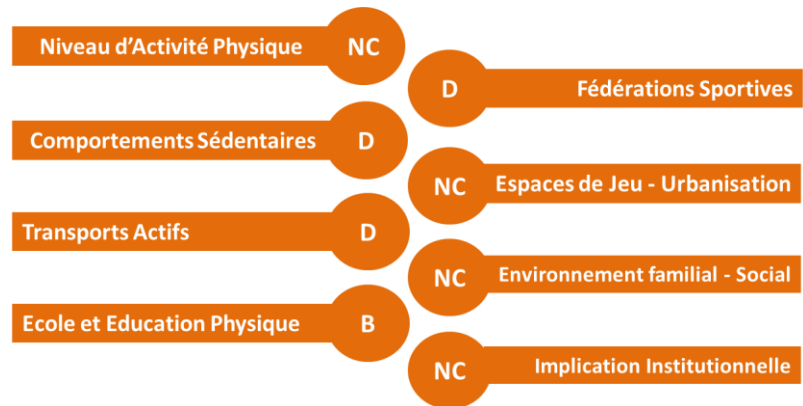 Niveau d'Activité Physique NC
D Fédérations Sportives
Comportements Sédentaires D
NC Espaces de Jeu - Urbanisation
Transports Actifs D
NC Environnement familial - Social
Ecole et Education Physique B
NC Implication Institutionnelle